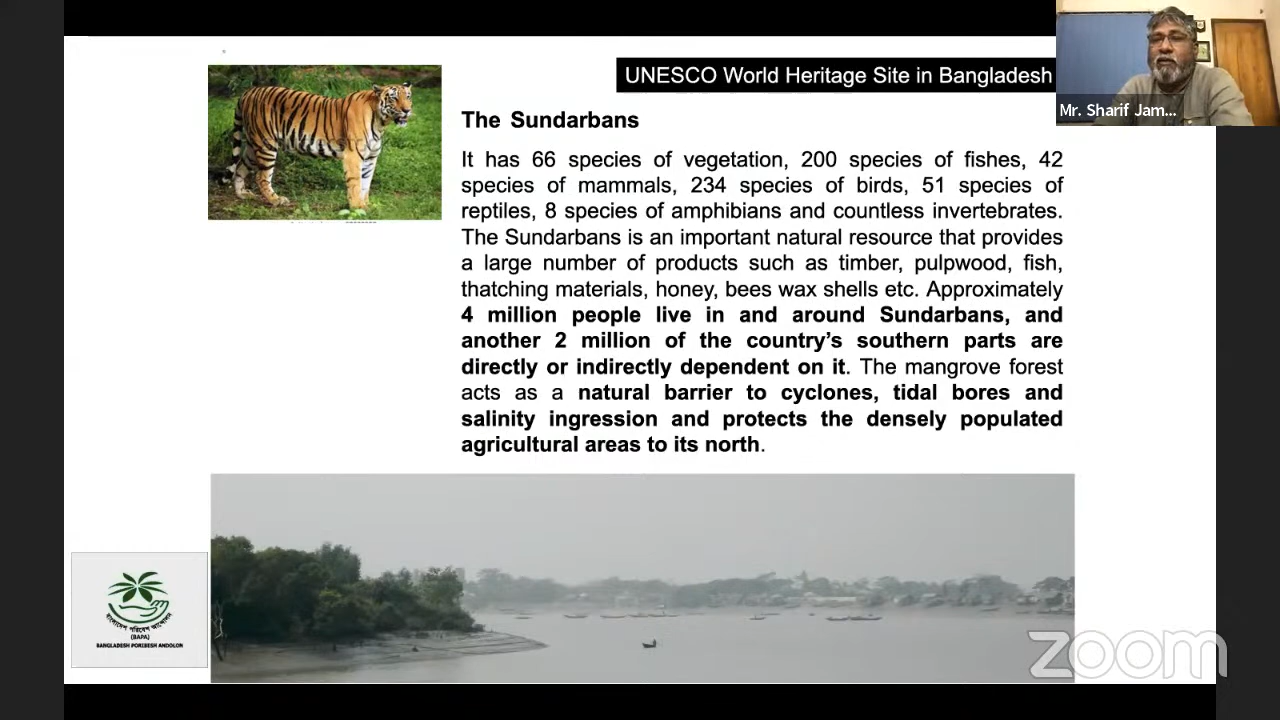 UNESCO World Heritage Site in Bangladesh
Mr. Sharif Jam...
The Sundarbans
It has 66 species of vegetation, 200 species of fishes, 42
species of mammals, 234 species of birds, 51 species of
reptiles, 8 species of amphibians and countless invertebrates.
The Sundarbans is an important natural resource that provides
a large number of products such as timber, pulpwood, fish,
thatching materials, honey, bees wax shells etc. Approximately
4 million people live in and around Sundarbans, and
another 2 million of the country’s southern parts are
directly or indirectly dependent on it. The mangrove forest
acts as a natural barrier to cyclones, tidal bores and
salinity ingression and protects the densely populated
agricultural areas to its north.
বাংলাদেশ পরিবেশ আন্দোলন
(BAPA)
BANGLADESH PORIBESH ANDOLON
zoom